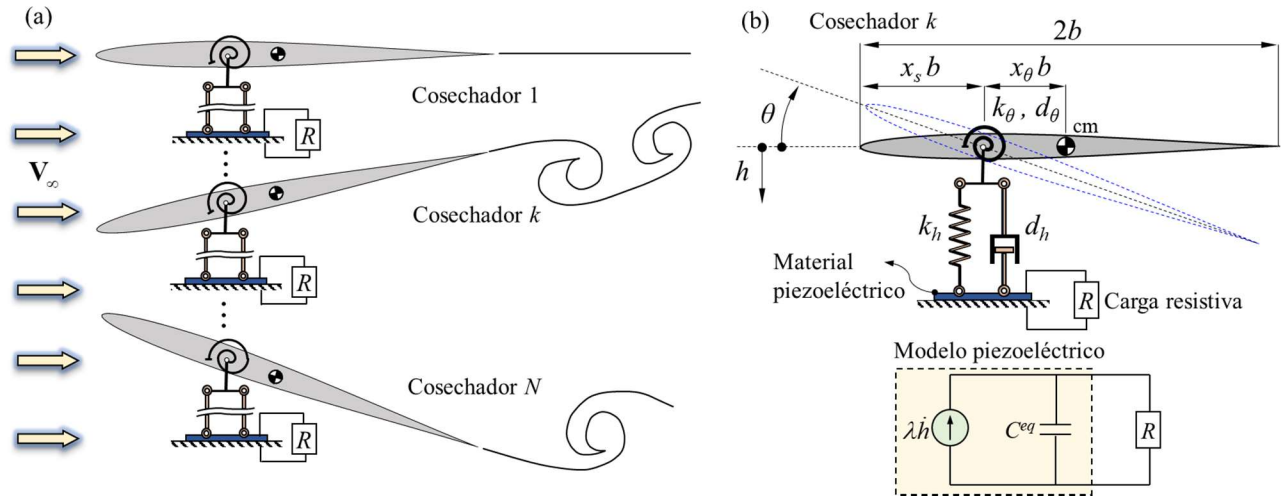 (a)
Cosechador 1
R
V∞
Cosechador k
R
Cosechador N
R
(b)
Cosechador k
2b
x_s b
x_θ b
θ
k_θ , d_θ
cm
h
k_h
d_h
Material
piezoeléctrico
R
Carga resistiva
Modelo piezoeléctrico
λḣ
C^eq
R